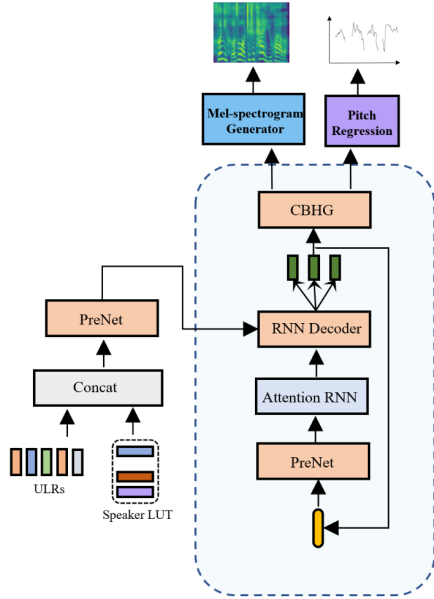 Mel-spectrogram
Generator
Pitch
Regression
CBHG
PreNet
RNN Decoder
Concat
Attention RNN
PreNet
ULRs
Speaker LUT